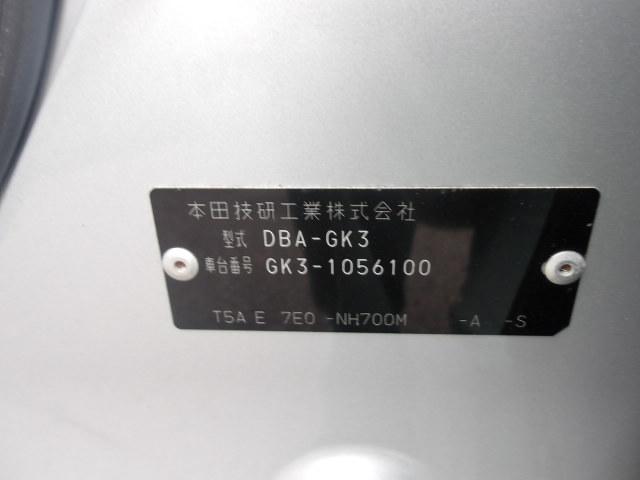 本田技研工業株式会社
型式 DBA-GK3
車台番号 GK3-1056100
T5A E 7E0 -NH700M -A -S